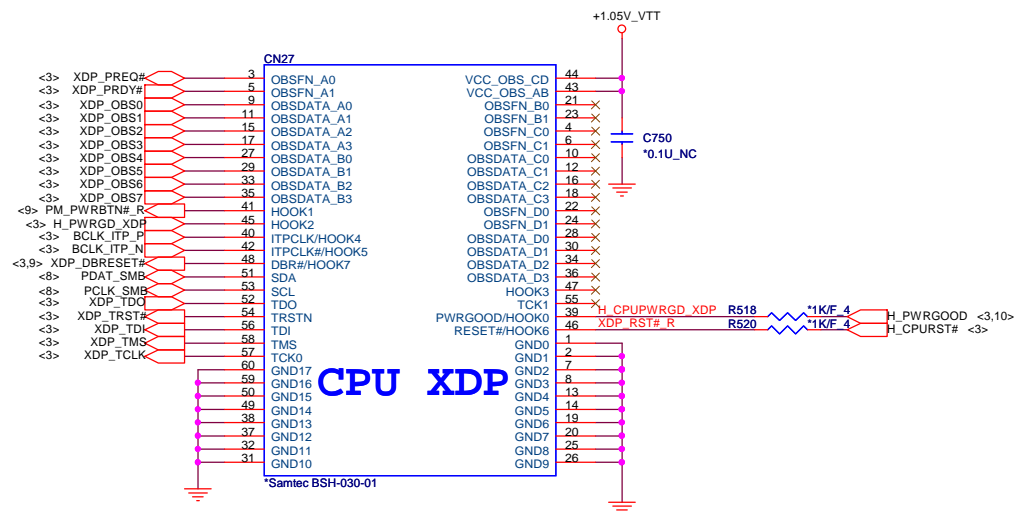 +1.05V_VTT
CN27
<3> XDP_PREQ# 3 OBSFN_A0 VCC_OBS_CD 44
<3> XDP_PRDY# 5 OBSFN_A1 VCC_OBS_AB 43
<3> XDP_OBS0 9 OBSDATA_A0 OBSFN_B0 21
<3> XDP_OBS1 11 OBSDATA_A1 OBSFN_B1 23
<3> XDP_OBS2 15 OBSDATA_A2 OBSFN_C0 4
<3> XDP_OBS3 17 OBSDATA_A3 OBSFN_C1 6
C750
<3> XDP_OBS4 27 OBSDATA_B0 OBSDATA_C0 10
*0.1U_NC
<3> XDP_OBS5 29 OBSDATA_B1 OBSDATA_C1 12
<3> XDP_OBS6 33 OBSDATA_B2 OBSDATA_C2 16
<3> XDP_OBS7 35 OBSDATA_B3 OBSDATA_C3 18
<9> PM_PWRBTN#_R 41 HOOK1 OBSFN_D0 22
<3> H_PWRGD_XDP 45 HOOK2 OBSFN_D1 24
<3> BCLK_ITP_P 40 ITPCLK/HOOK4 OBSDATA_D0 28
<3> BCLK_ITP_N 42 ITPCLK#/HOOK5 OBSDATA_D1 30
<3,9> XDP_DBRESET# 48 DBR#/HOOK7 OBSDATA_D2 34
<8> PDAT_SMB 51 SDA OBSDATA_D3 36
<8> PCLK_SMB 53 SCL HOOK3 47
<3> XDP_TDO 52 TDO TCK1 55
<3> XDP_TRST# 54 TRSTN PWRGOOD/HOOK0 39 H_CPUPWRGD_XDP R518 *1K/F_4 H_PWRGOOD <3,10>
<3> XDP_TDI 56 TDI RESET#/HOOK6 46 XDP_RST#_R R520 *1K/F_4 H_CPURST# <3>
<3> XDP_TMS 58 TMS GND0 1
<3> XDP_TCLK 57 TCK0 GND1 2
60 GND17 GND2 7
59 GND16 GND3 8
CPU XDP
50 GND15 GND4 13
49 GND14 GND5 14
38 GND13 GND6 19
37 GND12 GND7 20
32 GND11 GND8 25
31 GND10 GND9 26
*Samtec BSH-030-01